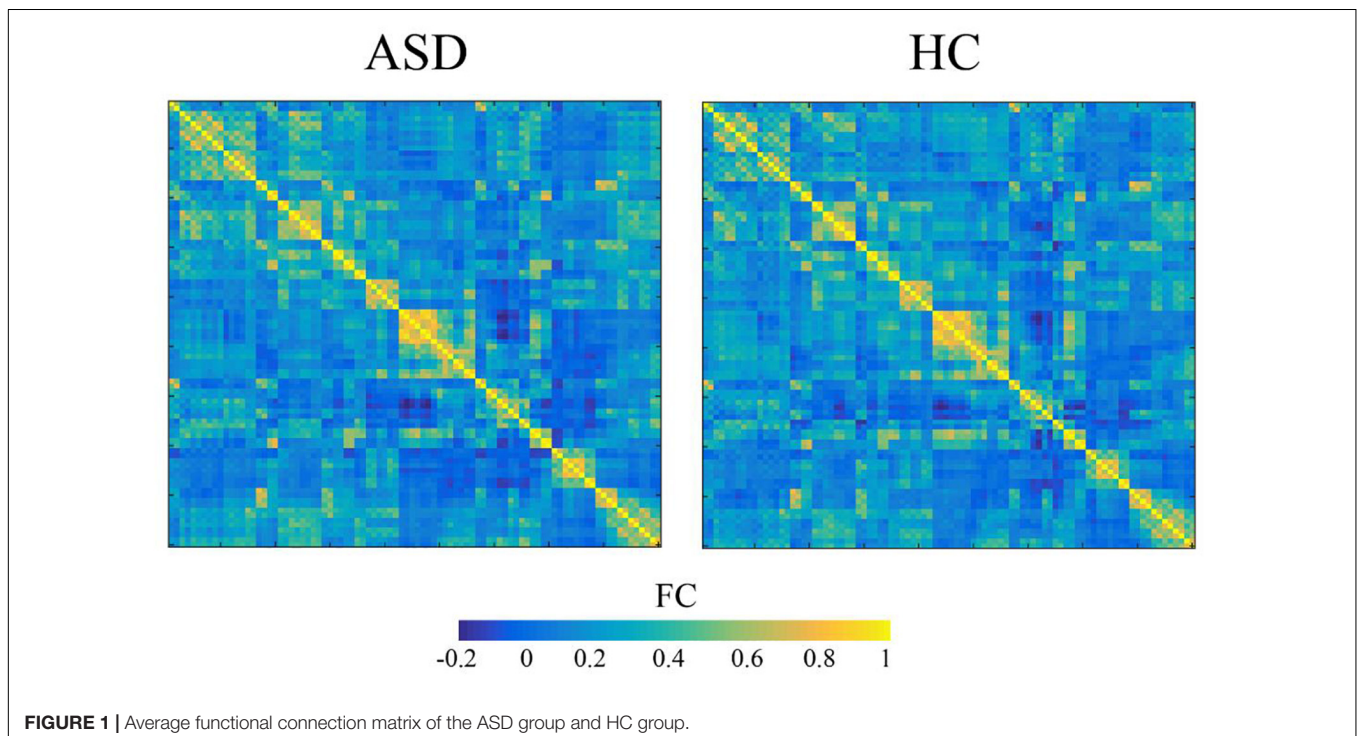 ASD HC
FC
-0.2 0 0.2 0.4 0.6 0.8 1
FIGURE 1 | Average functional connection matrix of the ASD group and HC group.